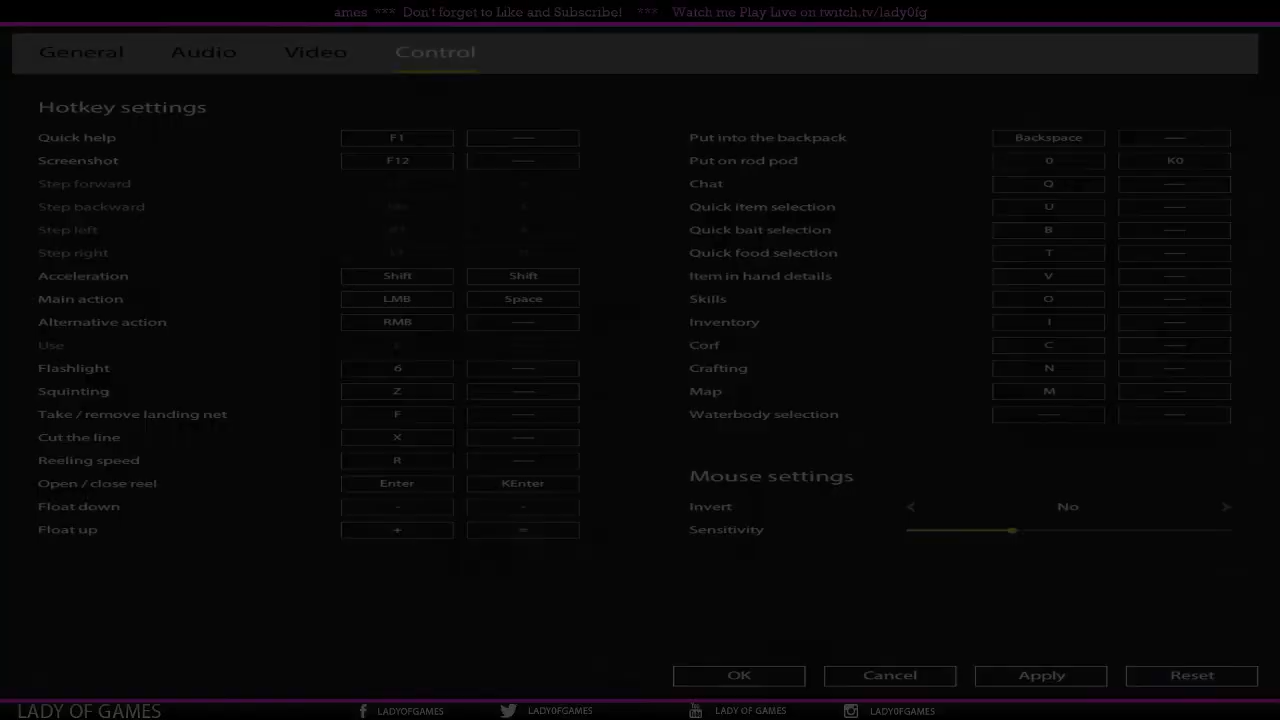 ames *** Don't forget to Like and Subscribe! *** Watch me Play Live on twitch.tv/lady0fg
General Audio Video Control
Hotkey settings
Quick help F1 —
Screenshot F12 —
Step forward
Step backward
Step left
Step right
Acceleration Shift Shift
Main action LMB Space
Alternative action RMB —
Use
Flashlight 6 —
Squinting Z —
Take / remove landing net F —
Cut the line X —
Reeling speed R —
Open / close reel Enter KEnter
Float down - -
Float up + =
Put into the backpack Backspace —
Put on rod pod 0 K0
Chat Q —
Quick item selection U —
Quick bait selection B —
Quick food selection T —
Item in hand details V —
Skills O —
Inventory I —
Corf C —
Crafting N —
Map M —
Waterbody selection — —
Mouse settings
Invert < No >
Sensitivity
OK Cancel Apply Reset
LADY OF GAMES LADYOFGAMES LADY0FGAMES You LADY OF GAMES LADY0FGAMES